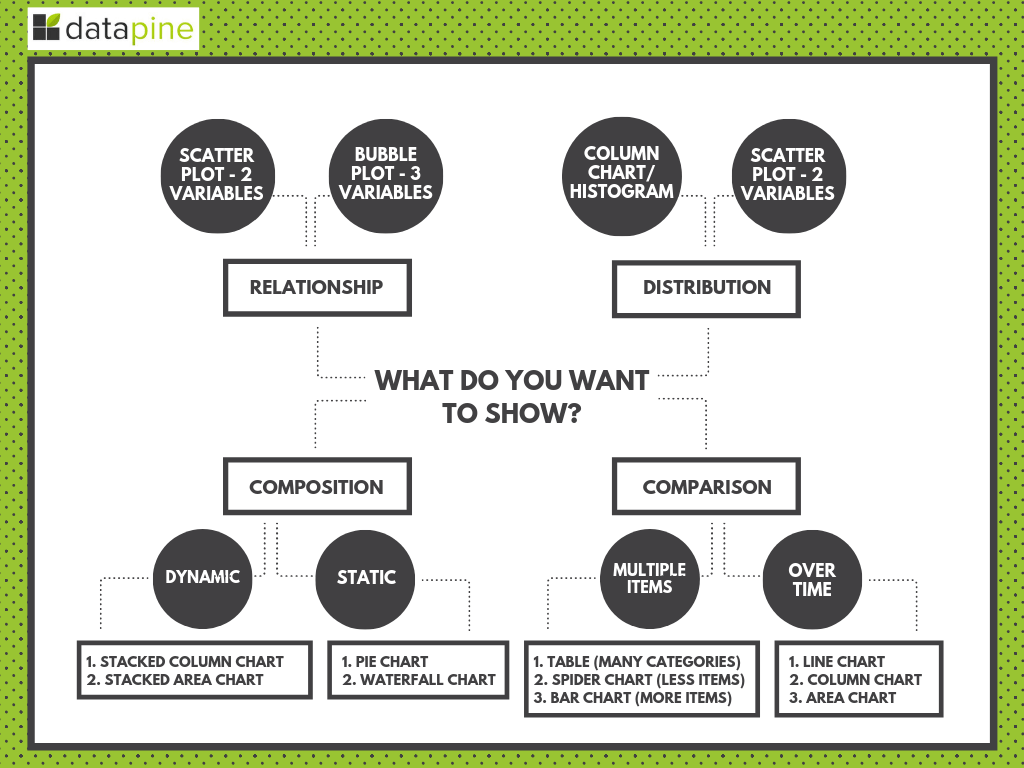 datapine
SCATTER
PLOT - 2
VARIABLES
BUBBLE
PLOT - 3
VARIABLES
COLUMN
CHART/
HISTOGRAM
SCATTER
PLOT - 2
VARIABLES
RELATIONSHIP
DISTRIBUTION
WHAT DO YOU WANT
TO SHOW?
COMPOSITION
COMPARISON
DYNAMIC
STATIC
MULTIPLE
ITEMS
OVER
TIME
1. STACKED COLUMN CHART
2. STACKED AREA CHART
1. PIE CHART
2. WATERFALL CHART
1. TABLE (MANY CATEGORIES)
2. SPIDER CHART (LESS ITEMS)
3. BAR CHART (MORE ITEMS)
1. LINE CHART
2. COLUMN CHART
3. AREA CHART